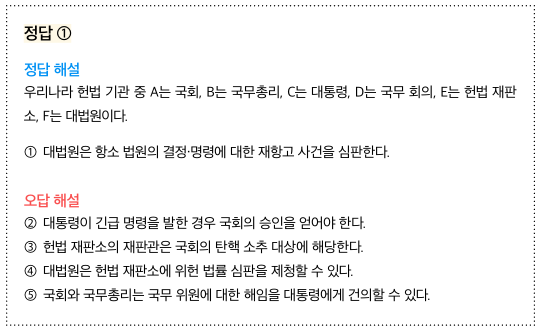 정답 ①
정답 해설
우리나라 헌법 기관 중 A는 국회, B는 국무총리, C는 대통령, D는 국무 회의, E는 헌법 재판
소, F는 대법원이다.
① 대법원은 항소 법원의 결정·명령에 대한 재항고 사건을 심판한다.
오답 해설
② 대통령이 긴급 명령을 발한 경우 국회의 승인을 얻어야 한다.
③ 헌법 재판소의 재판관은 국회의 탄핵 소추 대상에 해당한다.
④ 대법원은 헌법 재판소에 위헌 법률 심판을 제청할 수 있다.
⑤ 국회와 국무총리는 국무 위원에 대한 해임을 대통령에게 건의할 수 있다.